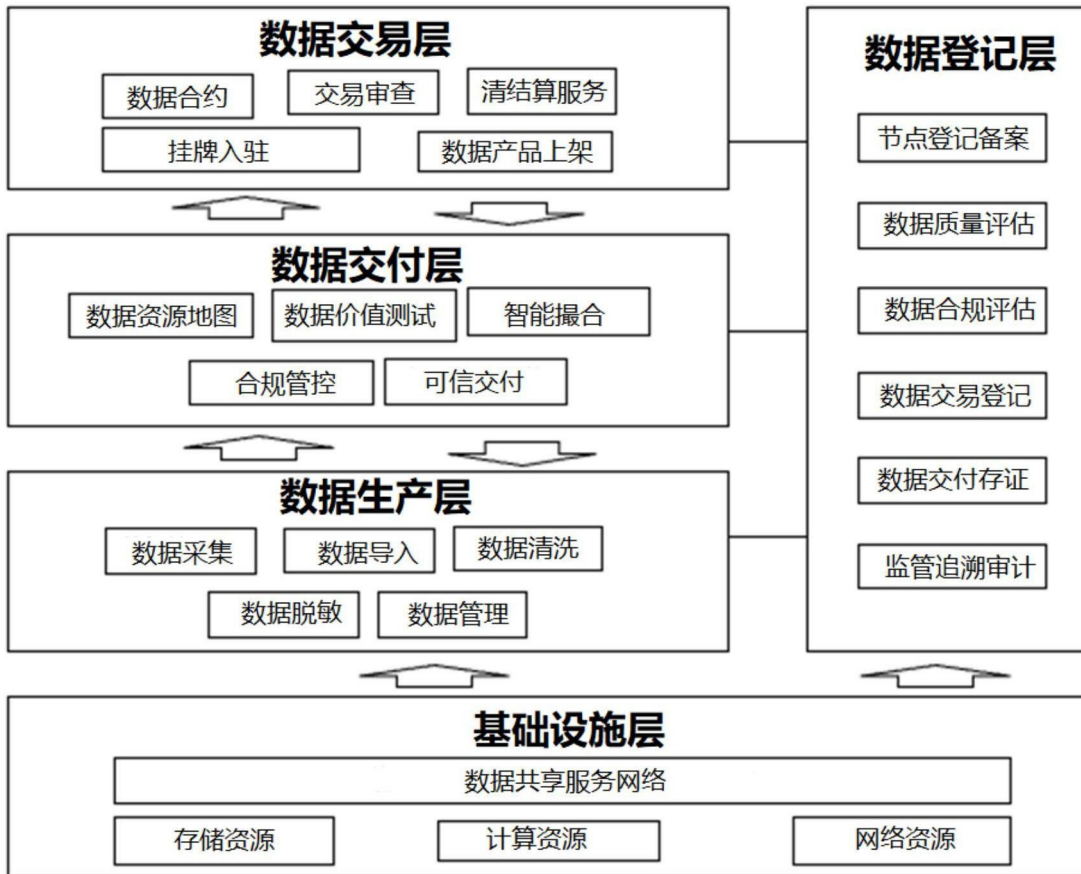 数据交易层
数据合约 交易审查 清结算服务
挂牌入驻 数据产品上架
数据交付层
数据资源地图 数据价值测试 智能撮合
合规管控 可信交付
数据生产层
数据采集 数据导入 数据清洗
数据脱敏 数据管理
数据登记层
节点登记备案
数据质量评估
数据合规评估
数据交易登记
数据交付存证
监管追溯审计
基础设施层
数据共享服务网络
存储资源 计算资源 网络资源